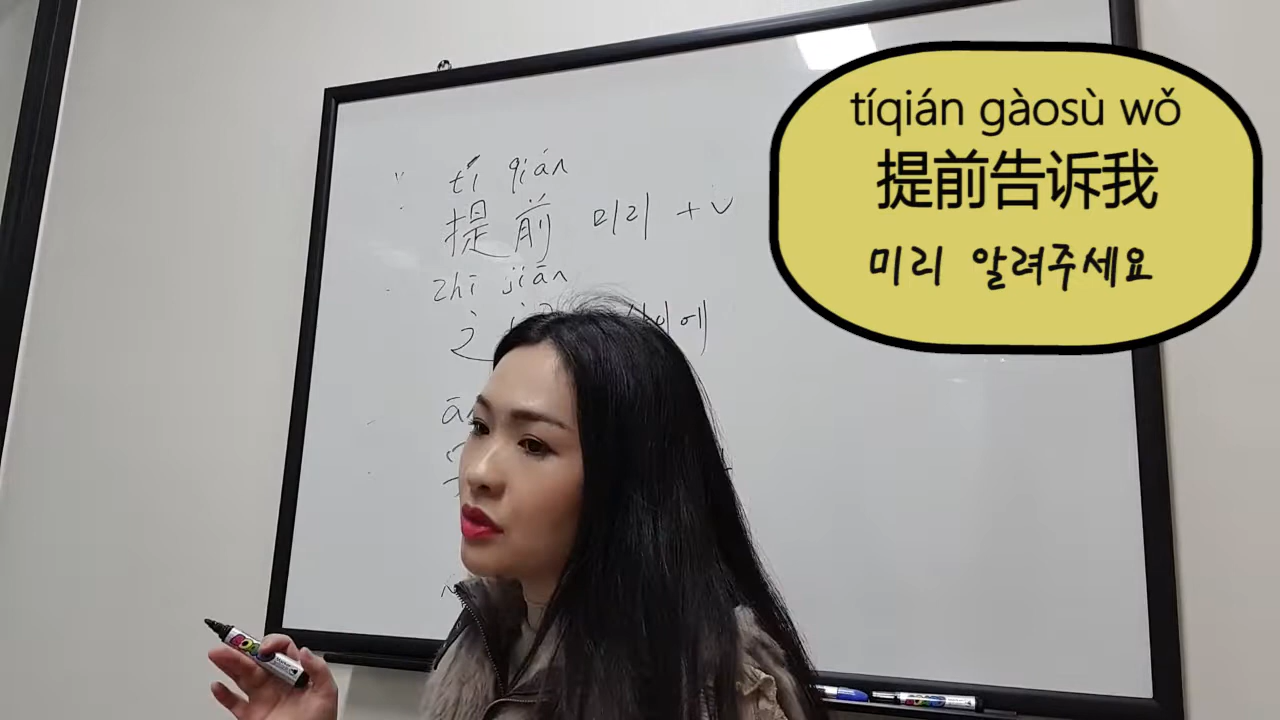 tí qián
提前 미리 +v
zhī jiān
之
tíqián gàosù wǒ
提前告诉我
미리 알려주세요